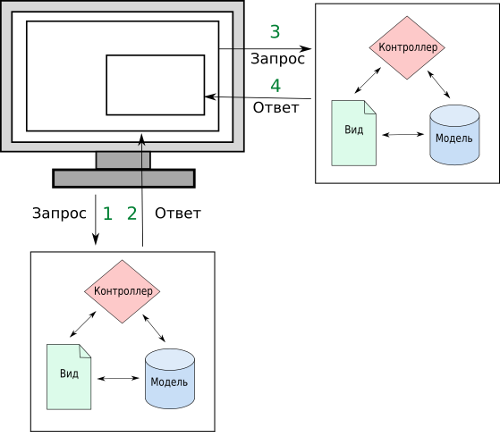 3
Запрос
4
Ответ
Контроллер
Вид
Модель
Запрос
1
2
Ответ
Контроллер
Вид
Модель